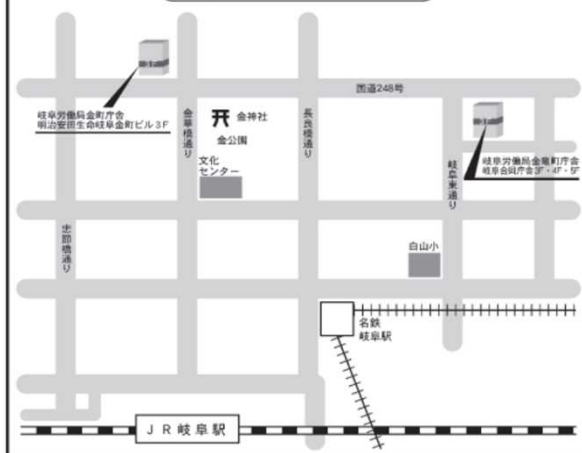 国道248号
岐阜労働局金町庁舎
明治安田生命岐阜金町ビル3F
金華橋通り
金神社
金公園
長良橋通り
文化
センター
岐阜東通り
岐阜労働局金竜町庁舎
岐阜合同庁舎3F・4F・5F
忠節橋通り
白山小
名鉄
岐阜駅
JR岐阜駅